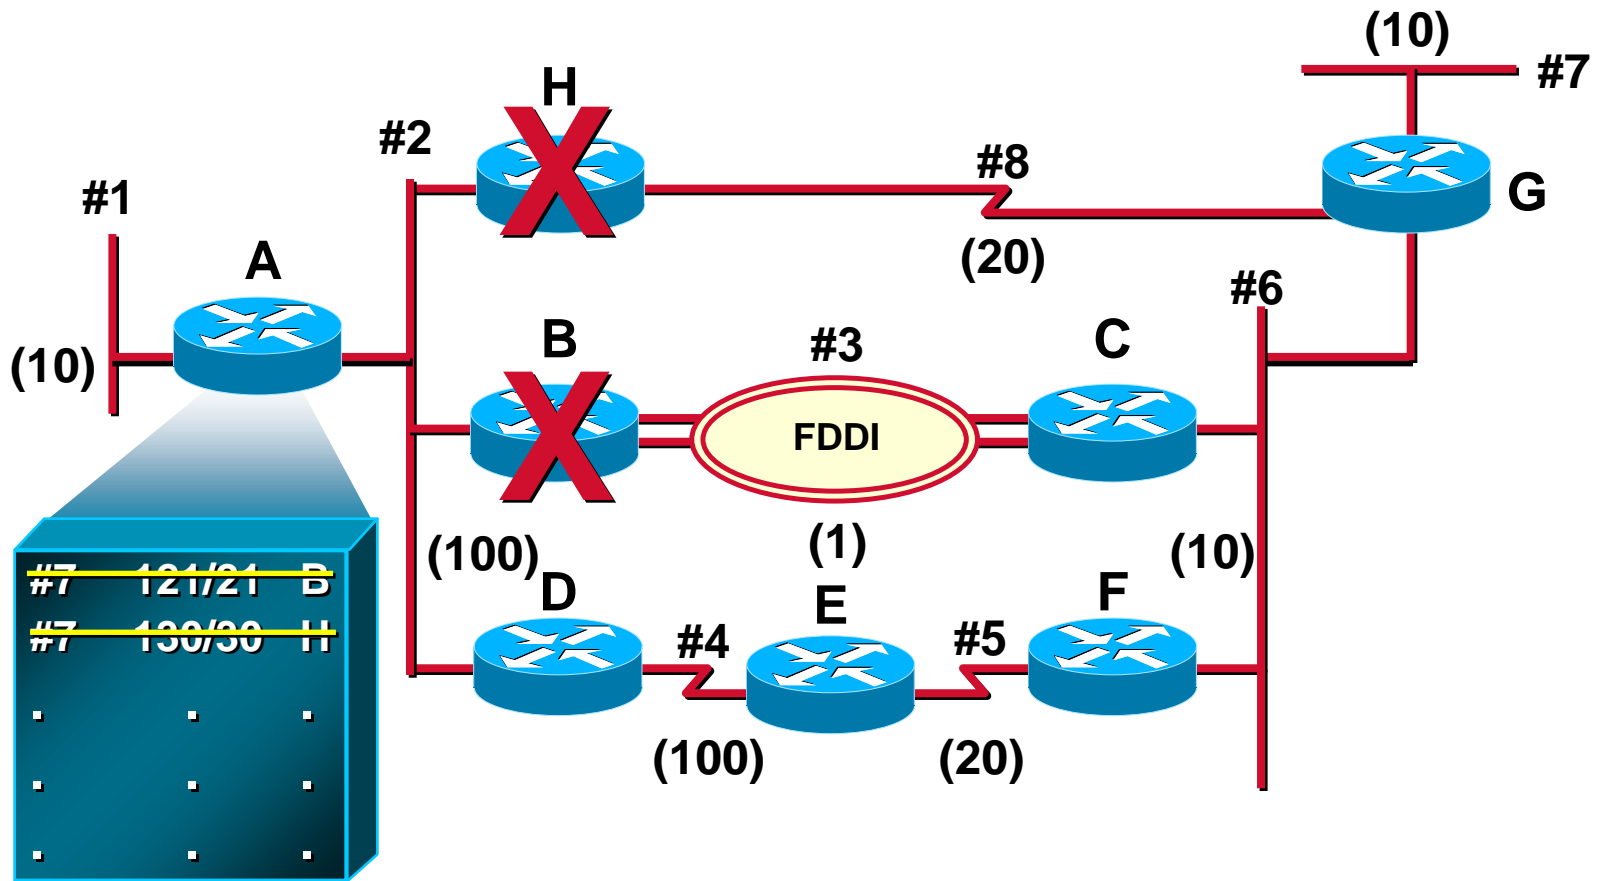 (10)
#7
H
#2
#8
G
#1
(20)
A
#6
B
#3
C
(10)
FDDI
(100)
(1)
(10)
D
E
F
#7 121/21 B
#7 130/30 H
#4
#5
(100)
(20)